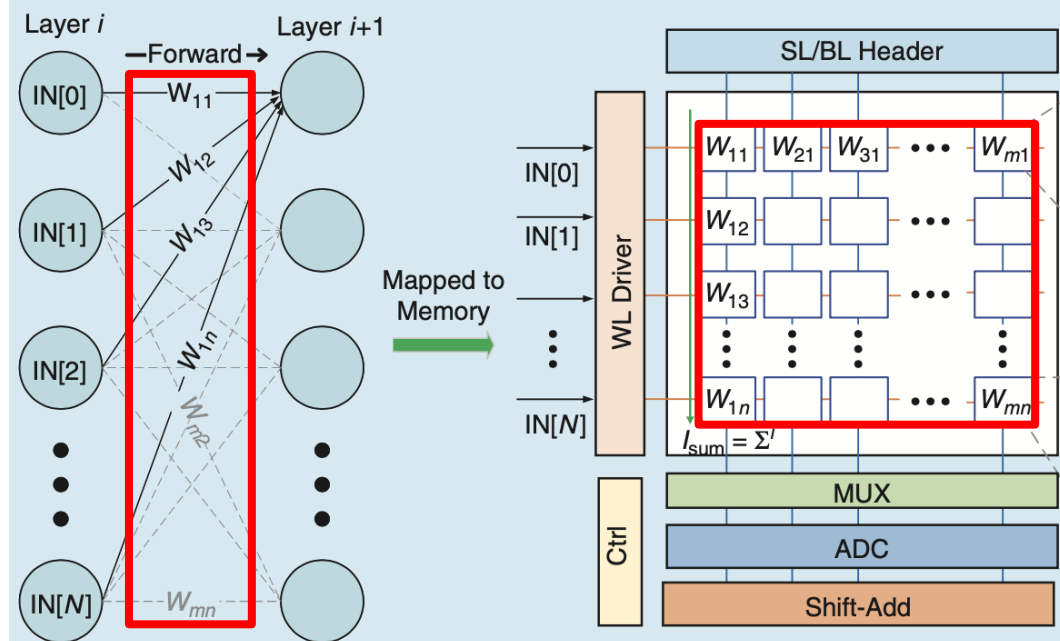 Layer i
Layer i+1
Forward
IN[0]
IN[1]
IN[2]
IN[N]
W11
W12
W13
W1n
Wm2
Wmn
Mapped to
Memory
SL/BL Header
WL Driver
IN[0]
IN[1]
IN[N]
W11 W21 W31 Wm1
W12
W13
W1n Wmn
Isum = ΣI
Ctrl
MUX
ADC
Shift-Add